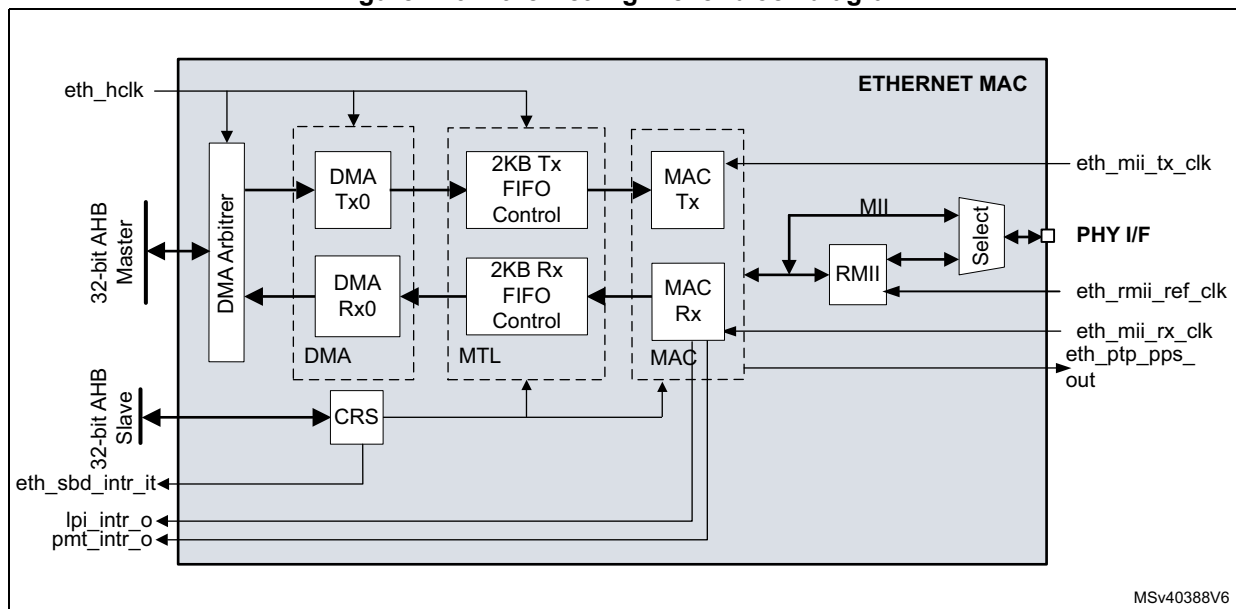 eth_hclk
ETHERNET MAC
32-bit AHB
Master
DMA Arbitrer
DMA
Tx0
2KB Tx
FIFO
Control
MAC
Tx
eth_mii_tx_clk
MII
Select
PHY I/F
DMA
Rx0
2KB Rx
FIFO
Control
MAC
Rx
RMII
eth_rmii_ref_clk
eth_mii_rx_clk
DMA
MTL
MAC
eth_ptp_pps_
out
32-bit AHB
Slave
CRS
eth_sbd_intr_it
lpi_intr_o
pmt_intr_o
MSv40388V6